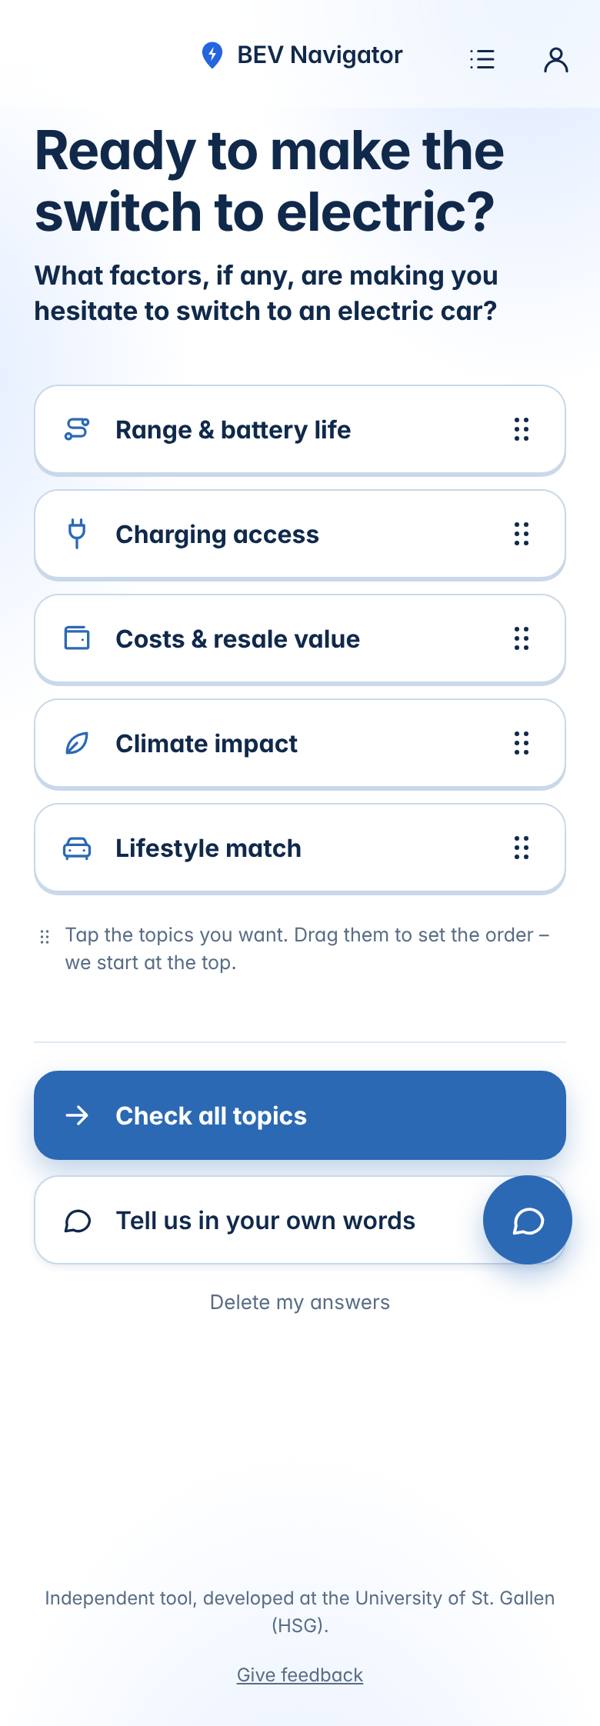 BEV Navigator
Ready to make the
switch to electric?
What factors, if any, are making you
hesitate to switch to an electric car?
Range & battery life
Charging access
Costs & resale value
Climate impact
Lifestyle match
Tap the topics you want. Drag them to set the order –
we start at the top.
Check all topics
Tell us in your own words
Delete my answers
Independent tool, developed at the University of St. Gallen
(HSG).
Give feedback